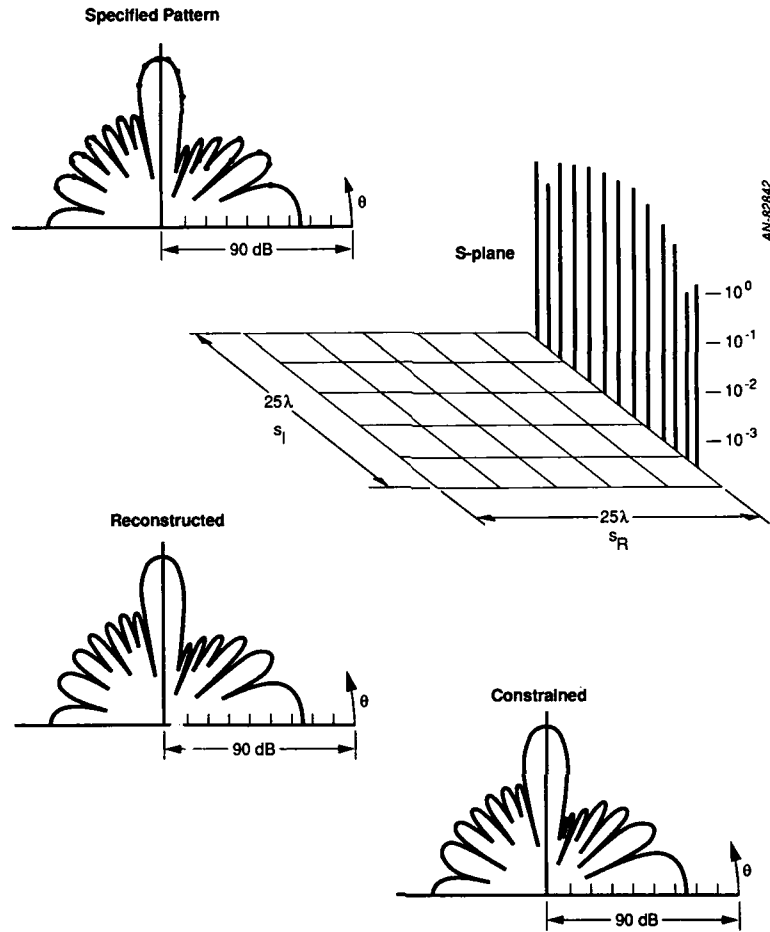 Specified Pattern
θ
90 dB
AN-82842
S-plane
10⁰
10⁻¹
10⁻²
10⁻³
25λ
s_I
25λ
s_R
Reconstructed
θ
90 dB
Constrained
θ
90 dB